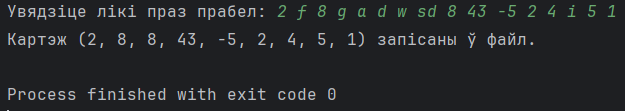 Увядзіце лікі праз прабел: 2 f 8 g a d w sd 8 43 -5 2 4 i 5 1
Картэж (2, 8, 8, 43, -5, 2, 4, 5, 1) запісаны ў файл.
Process finished with exit code 0